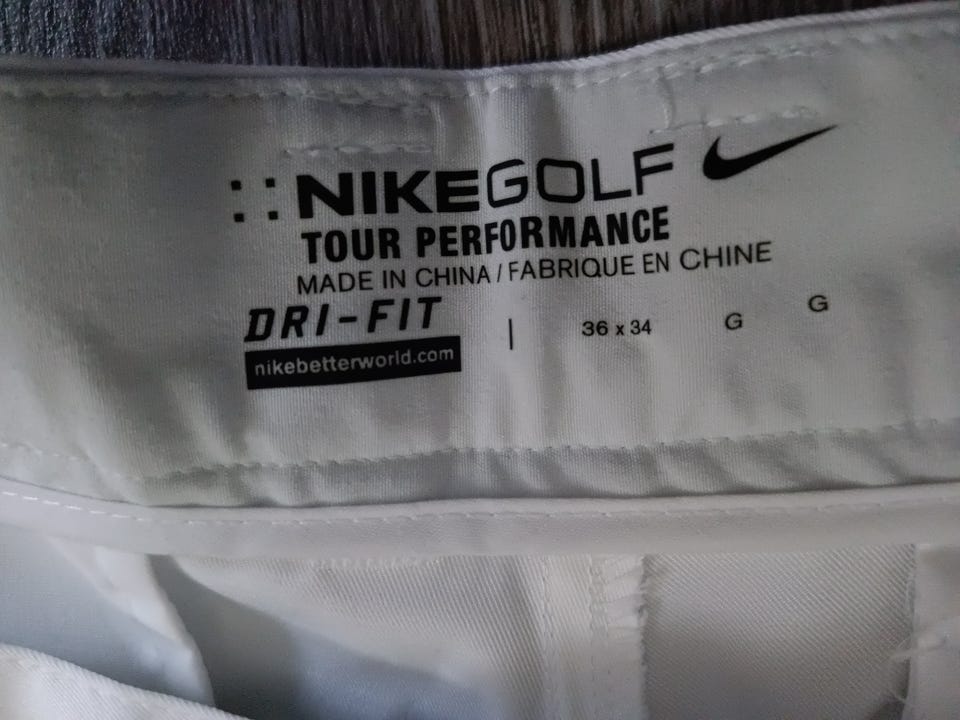 NIKEGOLF
TOUR PERFORMANCE
MADE IN CHINA / FABRIQUE EN CHINE
DRI-FIT
nikebetterworld.com
| 36 x 34 G G